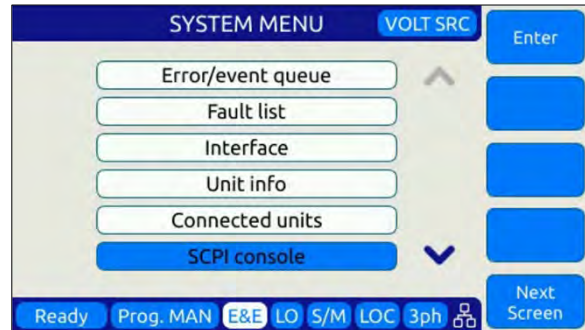 SYSTEM MENU
VOLT SRC
Enter
Error/event queue
Fault list
Interface
Unit info
Connected units
SCPI console
Next
Screen
Ready Prog. MAN E&E LO S/M LOC 3ph